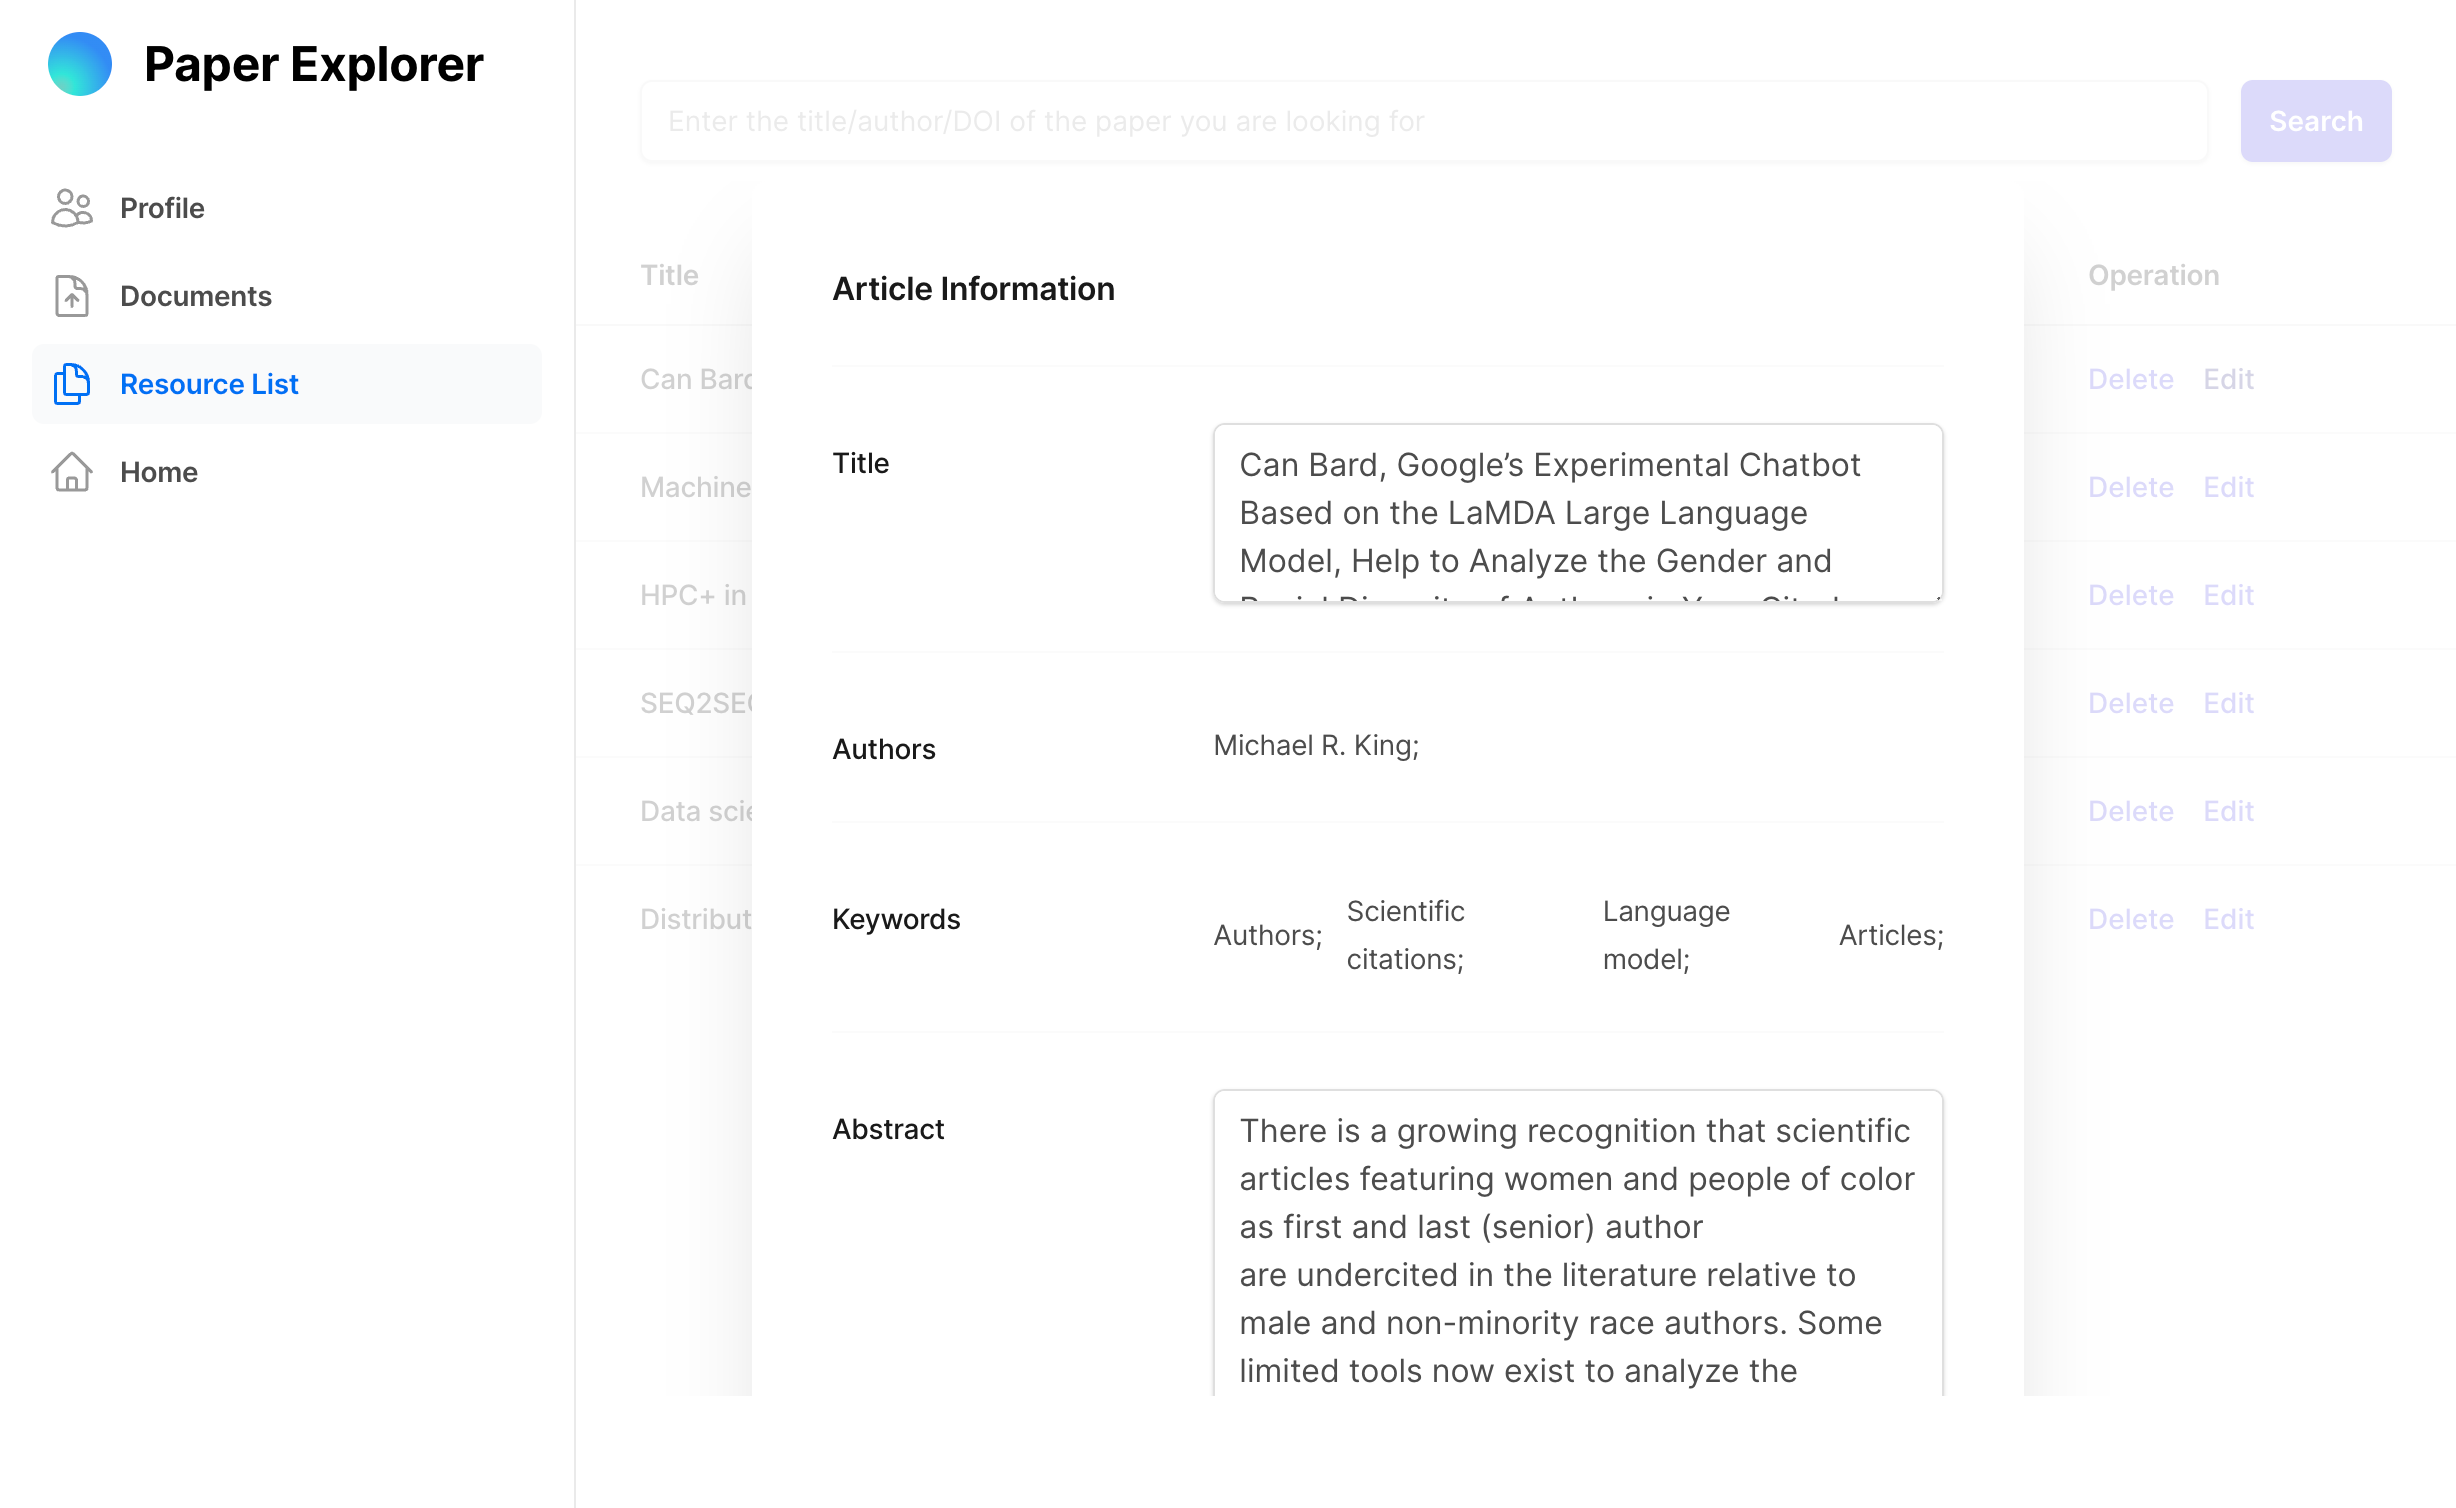 Paper Explorer
Profile
Documents
Resource List
Home
Enter the title/author/DOI of the paper you are looking for
Search
Title
Operation
Can Bard
Delete Edit
Machine
Delete Edit
HPC+ in
Delete Edit
Delete Edit
Data
Delete Edit
Delete Edit
Article Information
Title
Can Bard, Google’s Experimental Chatbot
Based on the LaMDA Large Language
Model, Help to Analyze the Gender and
Authors
Michael R. King;
Keywords
Authors;
Scientific
citations;
Language
model;
Articles;
Abstract
There is a growing recognition that scientific
articles featuring women and people of color
as first and last (senior) author
are undercited in the literature relative to
male and non-minority race authors. Some
limited tools now exist to analyze the